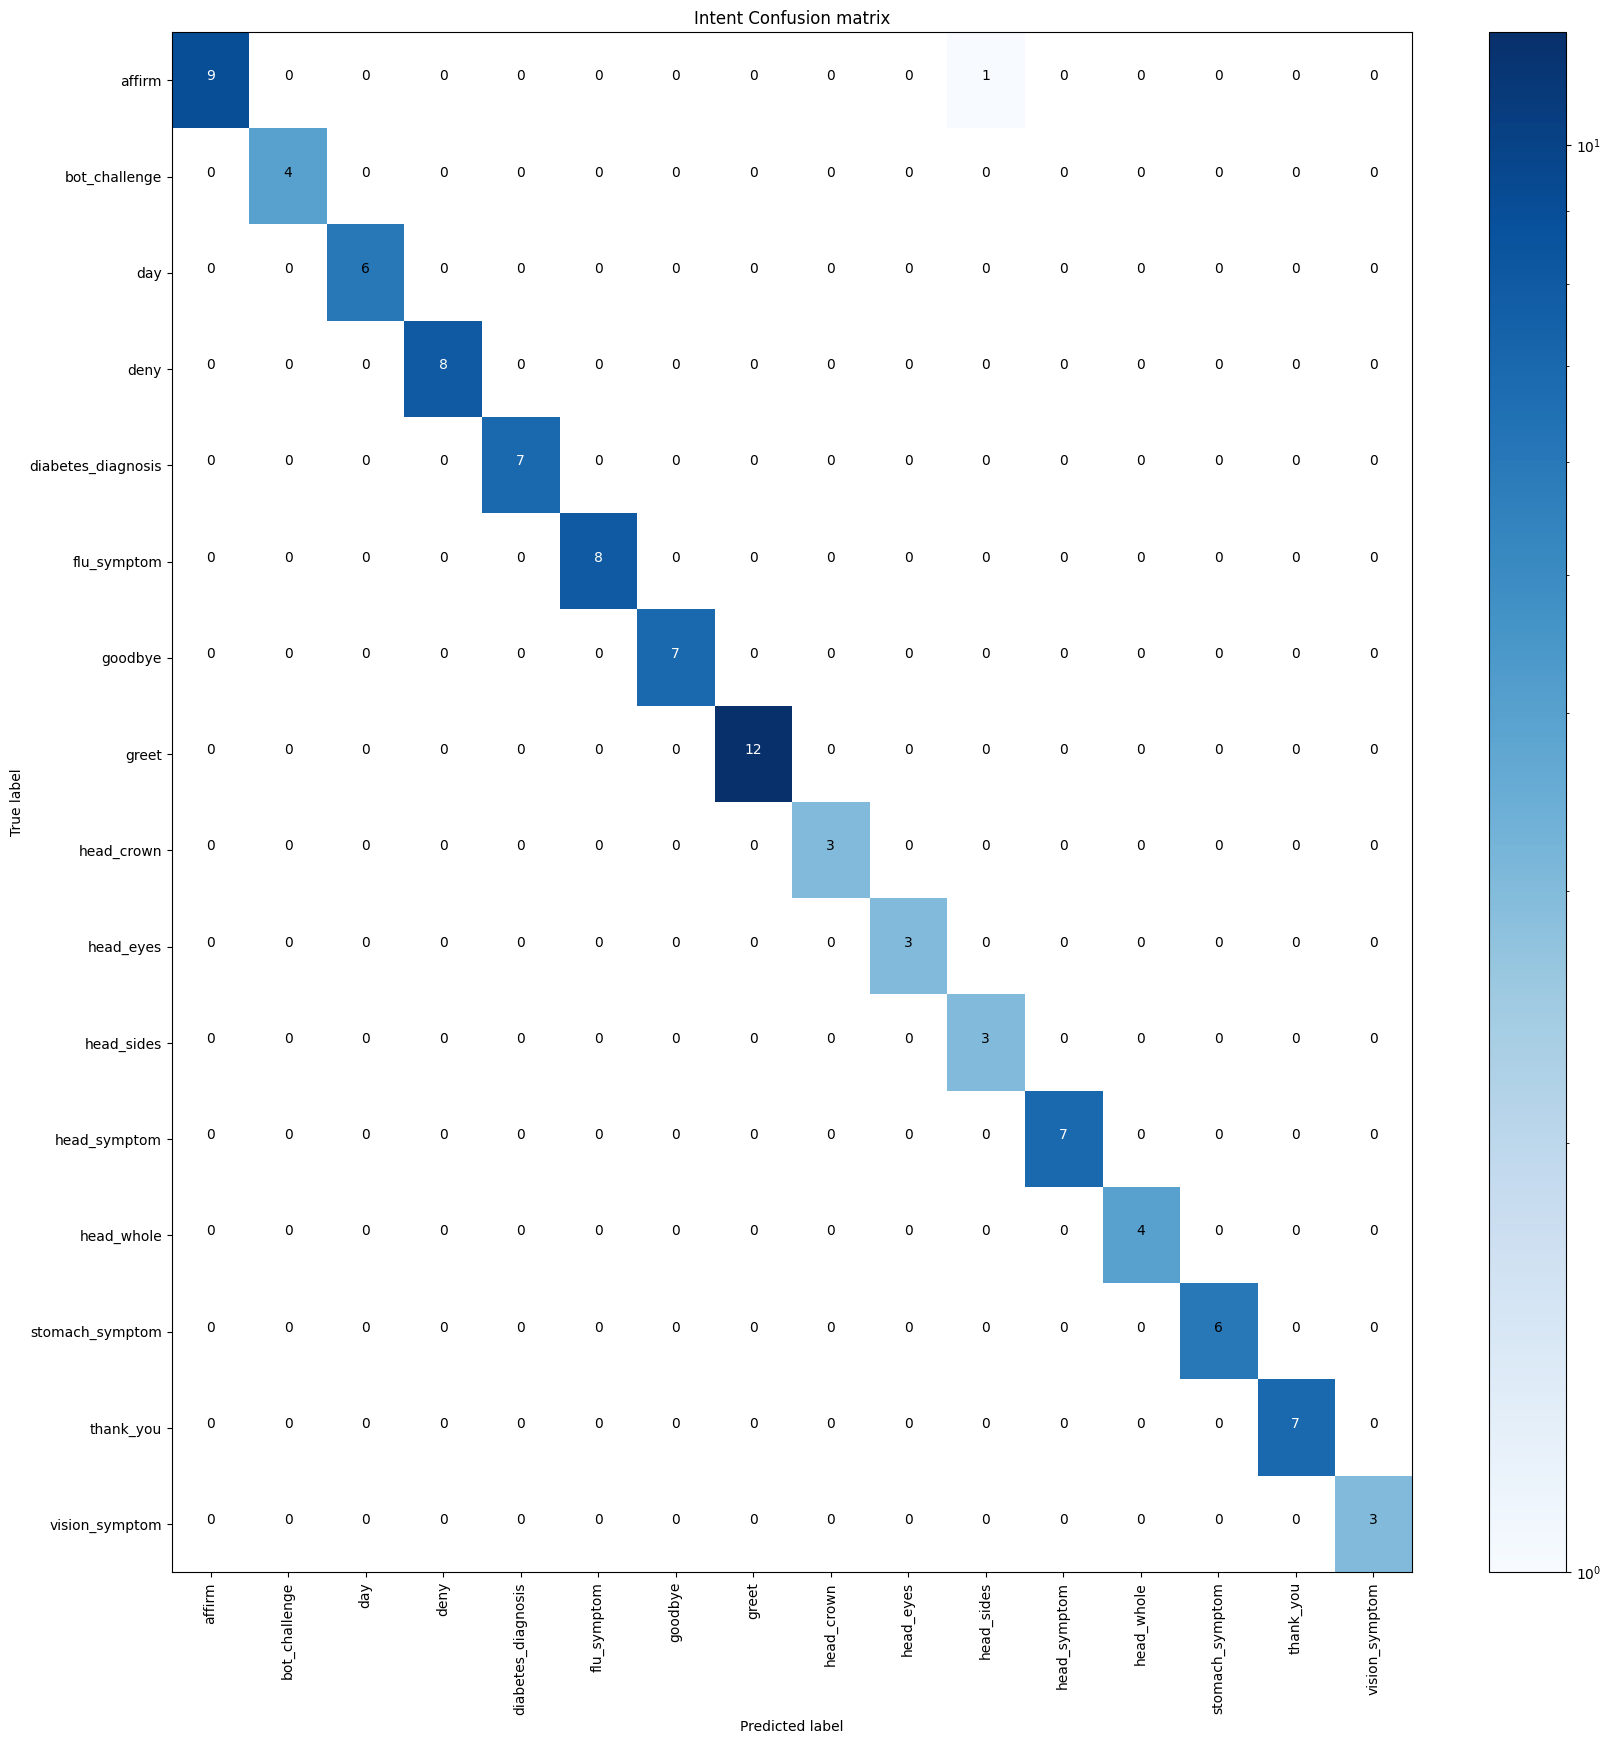 Intent Confusion matrix
affirm 9 0 0 0 0 0 0 0 0 0 1 0 0 0 0 0
bot_challenge 0 4 0 0 0 0 0 0 0 0 0 0 0 0 0 0
day 0 0 6 0 0 0 0 0 0 0 0 0 0 0 0 0
deny 0 0 0 8 0 0 0 0 0 0 0 0 0 0 0 0
diabetes_diagnosis 0 0 0 0 7 0 0 0 0 0 0 0 0 0 0 0
flu_symptom 0 0 0 0 0 8 0 0 0 0 0 0 0 0 0 0
goodbye 0 0 0 0 0 0 7 0 0 0 0 0 0 0 0 0
greet 0 0 0 0 0 0 0 12 0 0 0 0 0 0 0 0
head_crown 0 0 0 0 0 0 0 0 3 0 0 0 0 0 0 0
head_eyes 0 0 0 0 0 0 0 0 0 3 0 0 0 0 0 0
head_sides 0 0 0 0 0 0 0 0 0 0 3 0 0 0 0 0
head_symptom 0 0 0 0 0 0 0 0 0 0 0 7 0 0 0 0
head_whole 0 0 0 0 0 0 0 0 0 0 0 0 4 0 0 0
stomach_symptom 0 0 0 0 0 0 0 0 0 0 0 0 0 6 0 0
thank_you 0 0 0 0 0 0 0 0 0 0 0 0 0 0 7 0
vision_symptom 0 0 0 0 0 0 0 0 0 0 0 0 0 0 0 3
True label
affirm
bot_challenge
day
deny
diabetes_diagnosis
flu_symptom
goodbye
greet
head_crown
head_eyes
head_sides
head_symptom
head_whole
stomach_symptom
thank_you
vision_symptom
Predicted label
10¹
10⁰